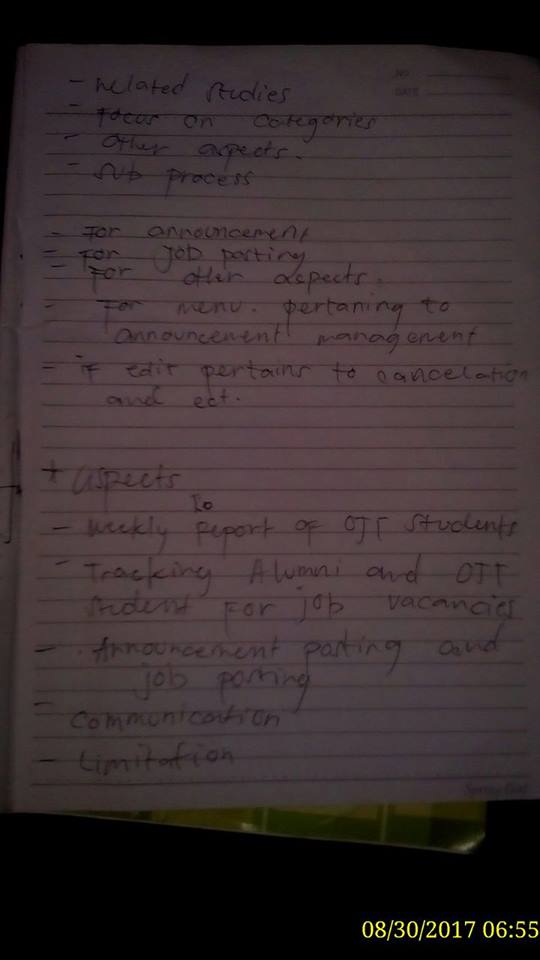 NO.
DATE
- related studies
- Focus on categories
- other aspects.
- sub process
- For announcement
- For job posting
- For other aspects.
- For menu. pertaning to
announcement management
- if edit pertains to cancelation
and ect.
+ aspects
To
- Weekly Report of OJT Students
- Tracking Alumni and OJT
student For job vacancies
- Announcement posting and
job posting
- communication
- Limitation
08/30/2017 06:55